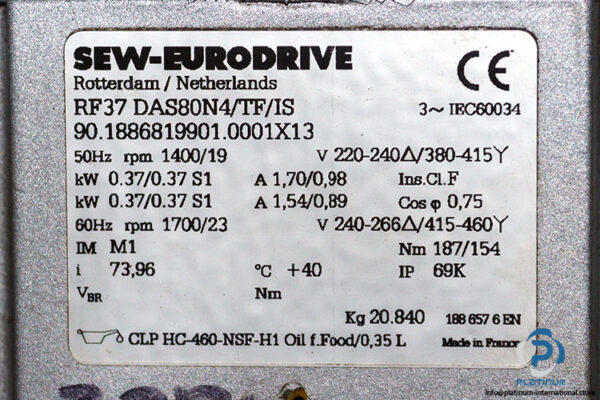 SEW-EURODRIVE
Rotterdam / Netherlands
CE
RF37 DAS80N4/TF/IS 3~ IEC60034
90.1886819901.0001X13
50Hz rpm 1400/19 V 220-240Δ/380-415Y
kW 0.37/0.37 S1 A 1,70/0,98 Ins.Cl.F
kW 0.37/0.37 S1 A 1.54/0.89 Cos φ 0,75
60Hz rpm 1700/23 V 240-266Δ/415-460Y
IM M1 Nm 187/154
i 73,96 °C +40 IP 69K
VBR Nm
Kg 20.840 188 657 6 EN
CLP HC-460-NSF-H1 Oil f.Food/0,35 L Made in France
PLATINUM
info@platinum-international.store